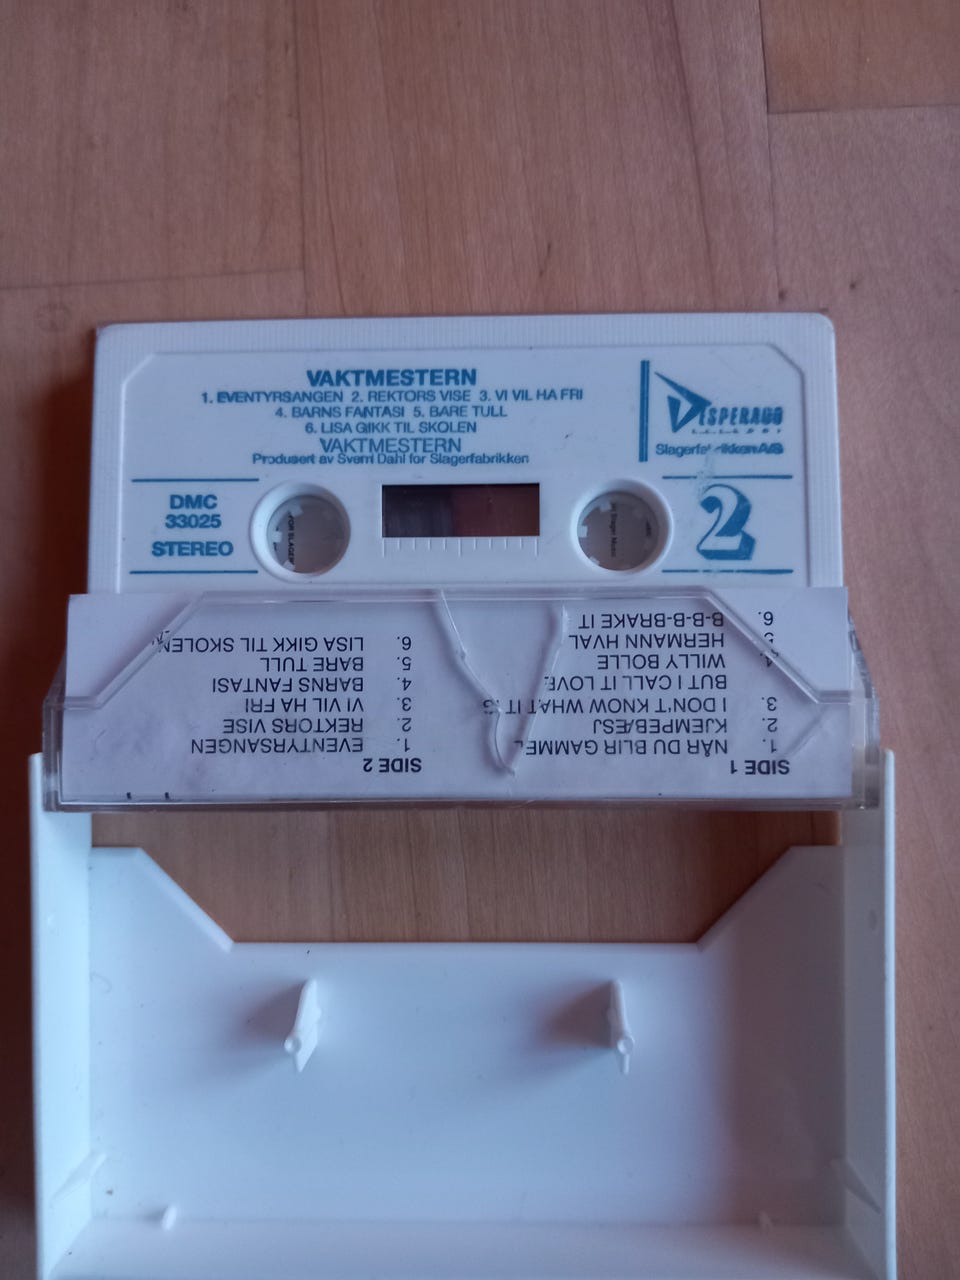 VAKTMESTERN
1. EVENTYRSANGEN 2. REKTORS VISE 3. VI VIL HA FRI
4. BARNS FANTASI 5. BARE TULL
6. LISA GIKK TIL SKOLEN
VAKTMESTERN
Produsert av Svein Dahl for Slagerfabrikken
DESPERADO
Slagerfabrikken A/S
DMC
33025
STEREO
2
SIDE 1
1. NÅR DU BLIR GAMMEL
2. KJEMPEBÆSJ
3. I DON'T KNOW WHAT IT IS
BUT I CALL IT LOVE
4. WILLY BOLLE
5. HERMANN HVAL
6. B-B-B-BRAKE IT
SIDE 2
1. EVENTYRSANGEN
2. REKTORS VISE
3. VI VIL HA FRI
4. BARNS FANTASI
5. BARE TULL
6. LISA GIKK TIL SKOLEN